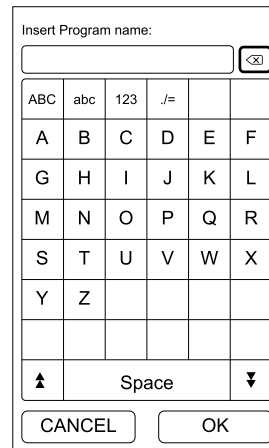 Insert Program name:
ABC abc 123 ./=
A B C D E F
G H I J K L
M N O P Q R
S T U V W X
Y Z
Space
CANCEL OK